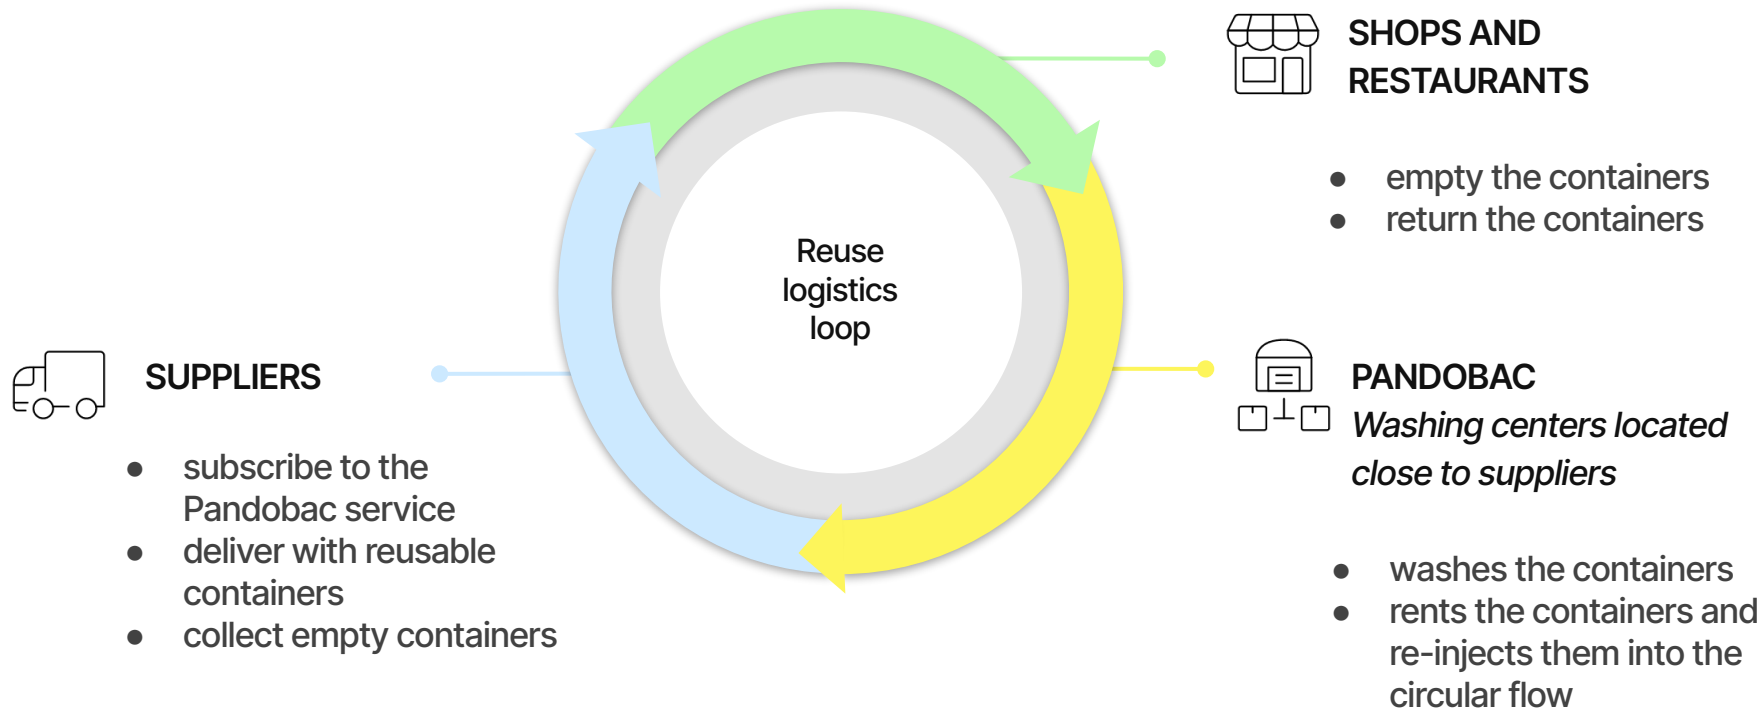 SHOPS AND
RESTAURANTS
● empty the containers
● return the containers
Reuse
logistics
loop
SUPPLIERS
● subscribe to the
Pandobac service
● deliver with reusable
containers
● collect empty containers
PANDOBAC
Washing centers located
close to suppliers
● washes the containers
● rents the containers and
re-injects them into the
circular flow